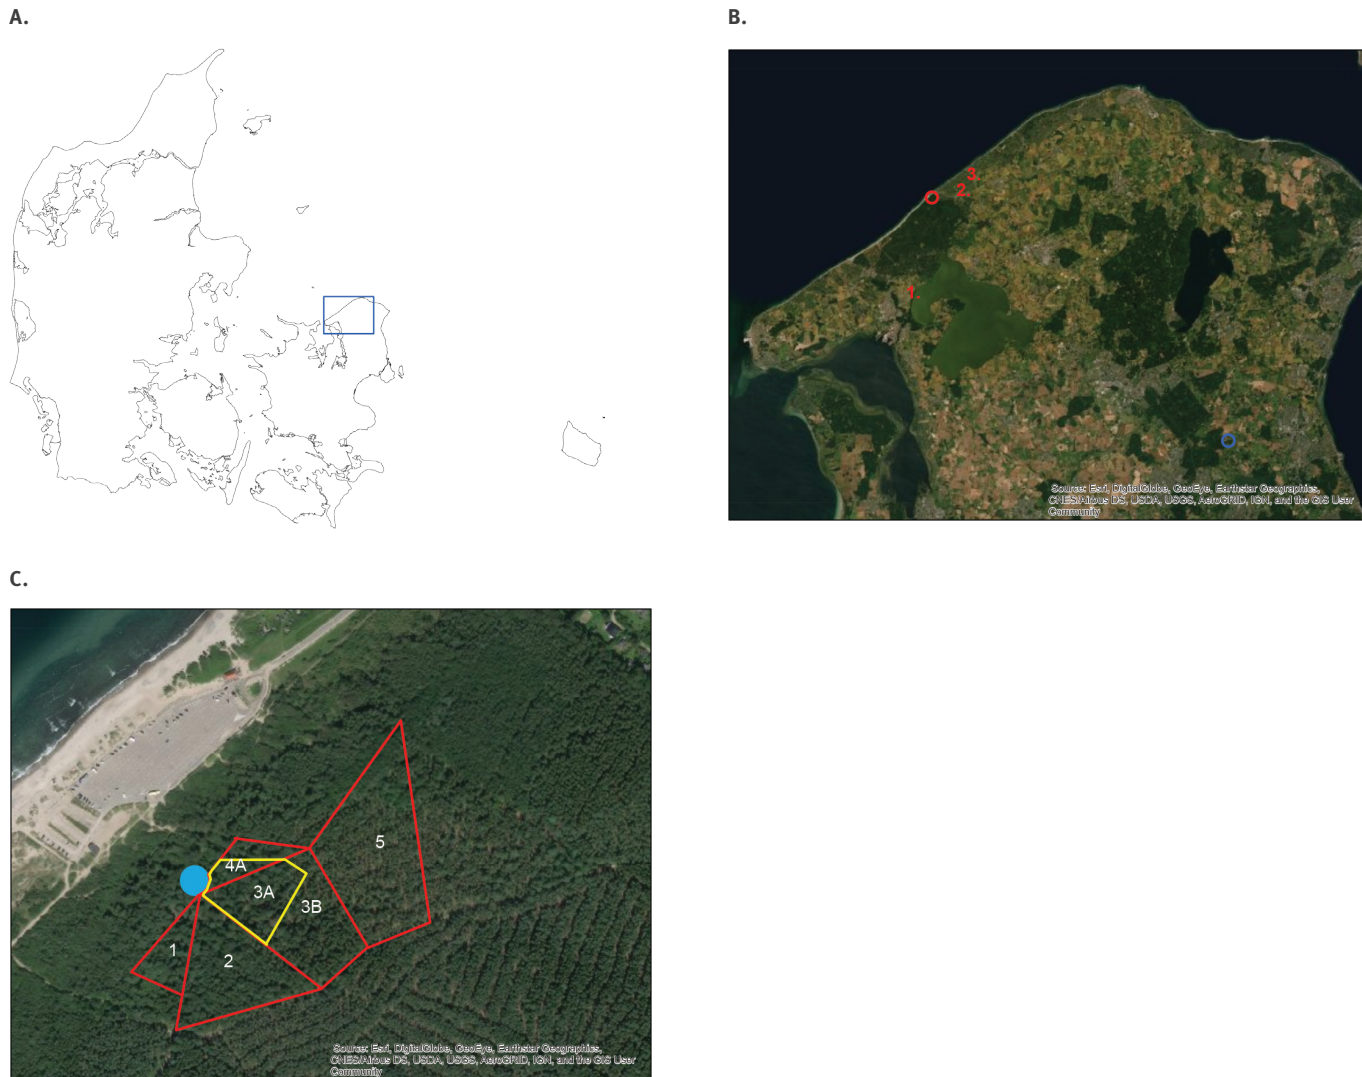 A.
B.
3.
2.
1.
Source: Esri, DigitalGlobe, GeoEye, Earthstar Geographics,
CNES/Airbus DS, USDA, USGS, AeroGRID, IGN, and the GIS User
Community
C.
5
4A
3A
3B
1
2
Source: Esri, DigitalGlobe, GeoEye, Earthstar Geographics,
CNES/Airbus DS, USDA, USGS, AeroGRID, IGN, and the GIS User
Community